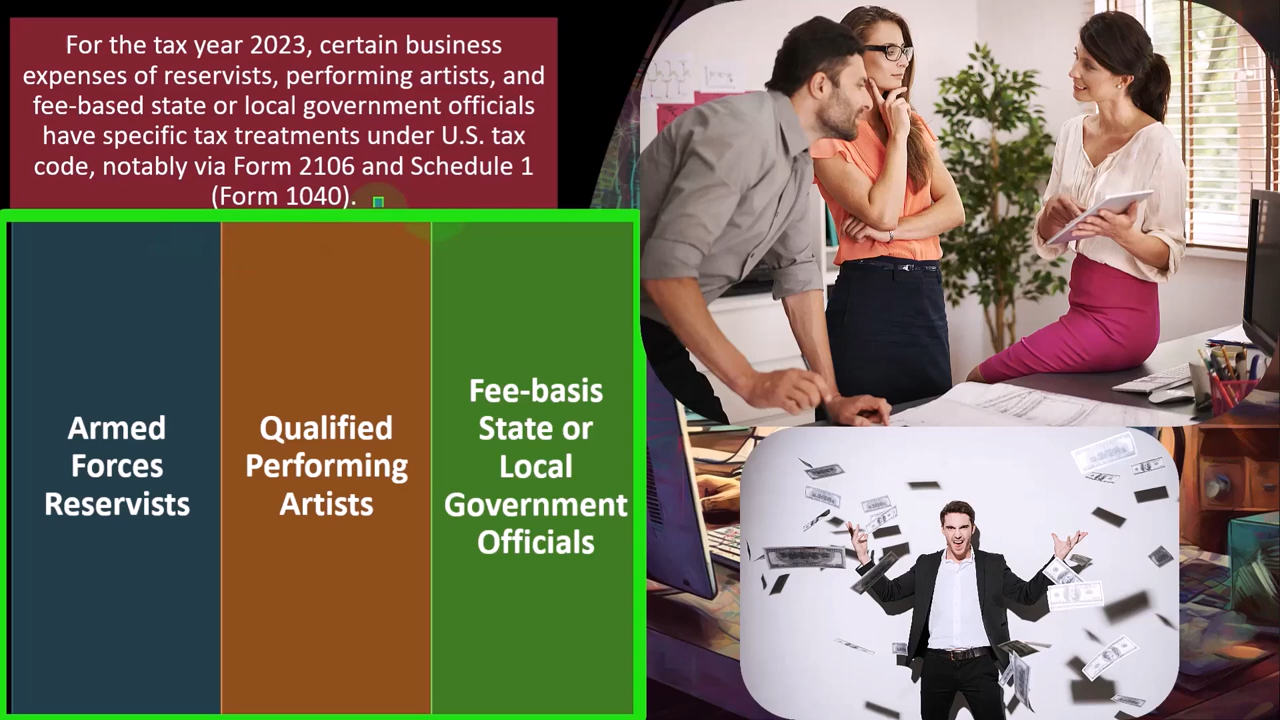 For the tax year 2023, certain business
expenses of reservists, performing artists, and
fee-based state or local government officials
have specific tax treatments under U.S. tax
code, notably via Form 2106 and Schedule 1
(Form 1040).
Armed
Forces
Reservists
Qualified
Performing
Artists
Fee-basis
State or
Local
Government
Officials